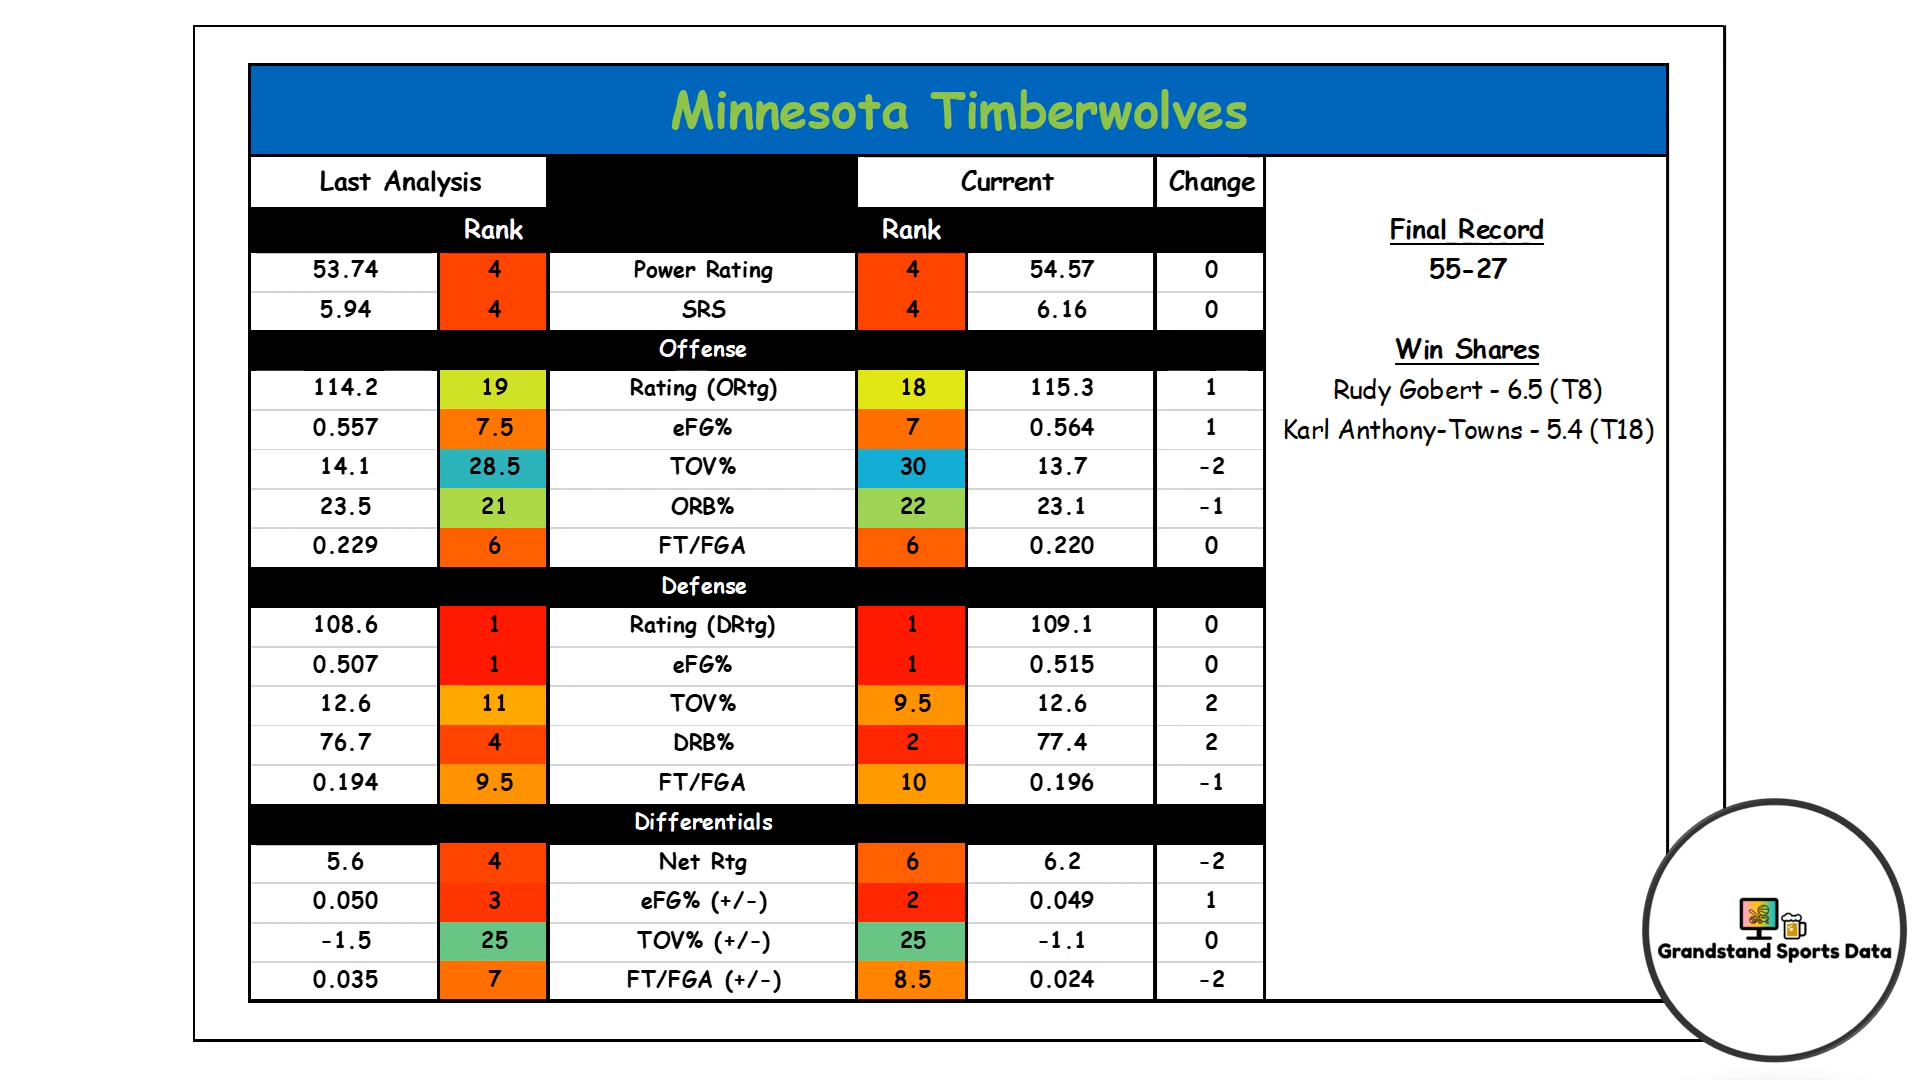 Minnesota Timberwolves
Last Analysis Current Change
Rank Rank Final Record
53.74 4 Power Rating 4 54.57 0 55-27
5.94 4 SRS 4 6.16 0
Offense Win Shares
114.2 19 Rating (ORtg) 18 115.3 1 Rudy Gobert - 6.5 (T8)
0.557 7.5 eFG% 7 0.564 1 Karl Anthony-Towns - 5.4 (T18)
14.1 28.5 TOV% 30 13.7 -2
23.5 21 ORB% 22 23.1 -1
0.229 6 FT/FGA 6 0.220 0
Defense
108.6 1 Rating (DRtg) 1 109.1 0
0.507 1 eFG% 1 0.515 0
12.6 11 TOV% 9.5 12.6 2
76.7 4 DRB% 2 77.4 2
0.194 9.5 FT/FGA 10 0.196 -1
Differentials
5.6 4 Net Rtg 6 6.2 -2
0.050 3 eFG% (+/-) 2 0.049 1
-1.5 25 TOV% (+/-) 25 -1.1 0
0.035 7 FT/FGA (+/-) 8.5 0.024 -2
Grandstand Sports Data